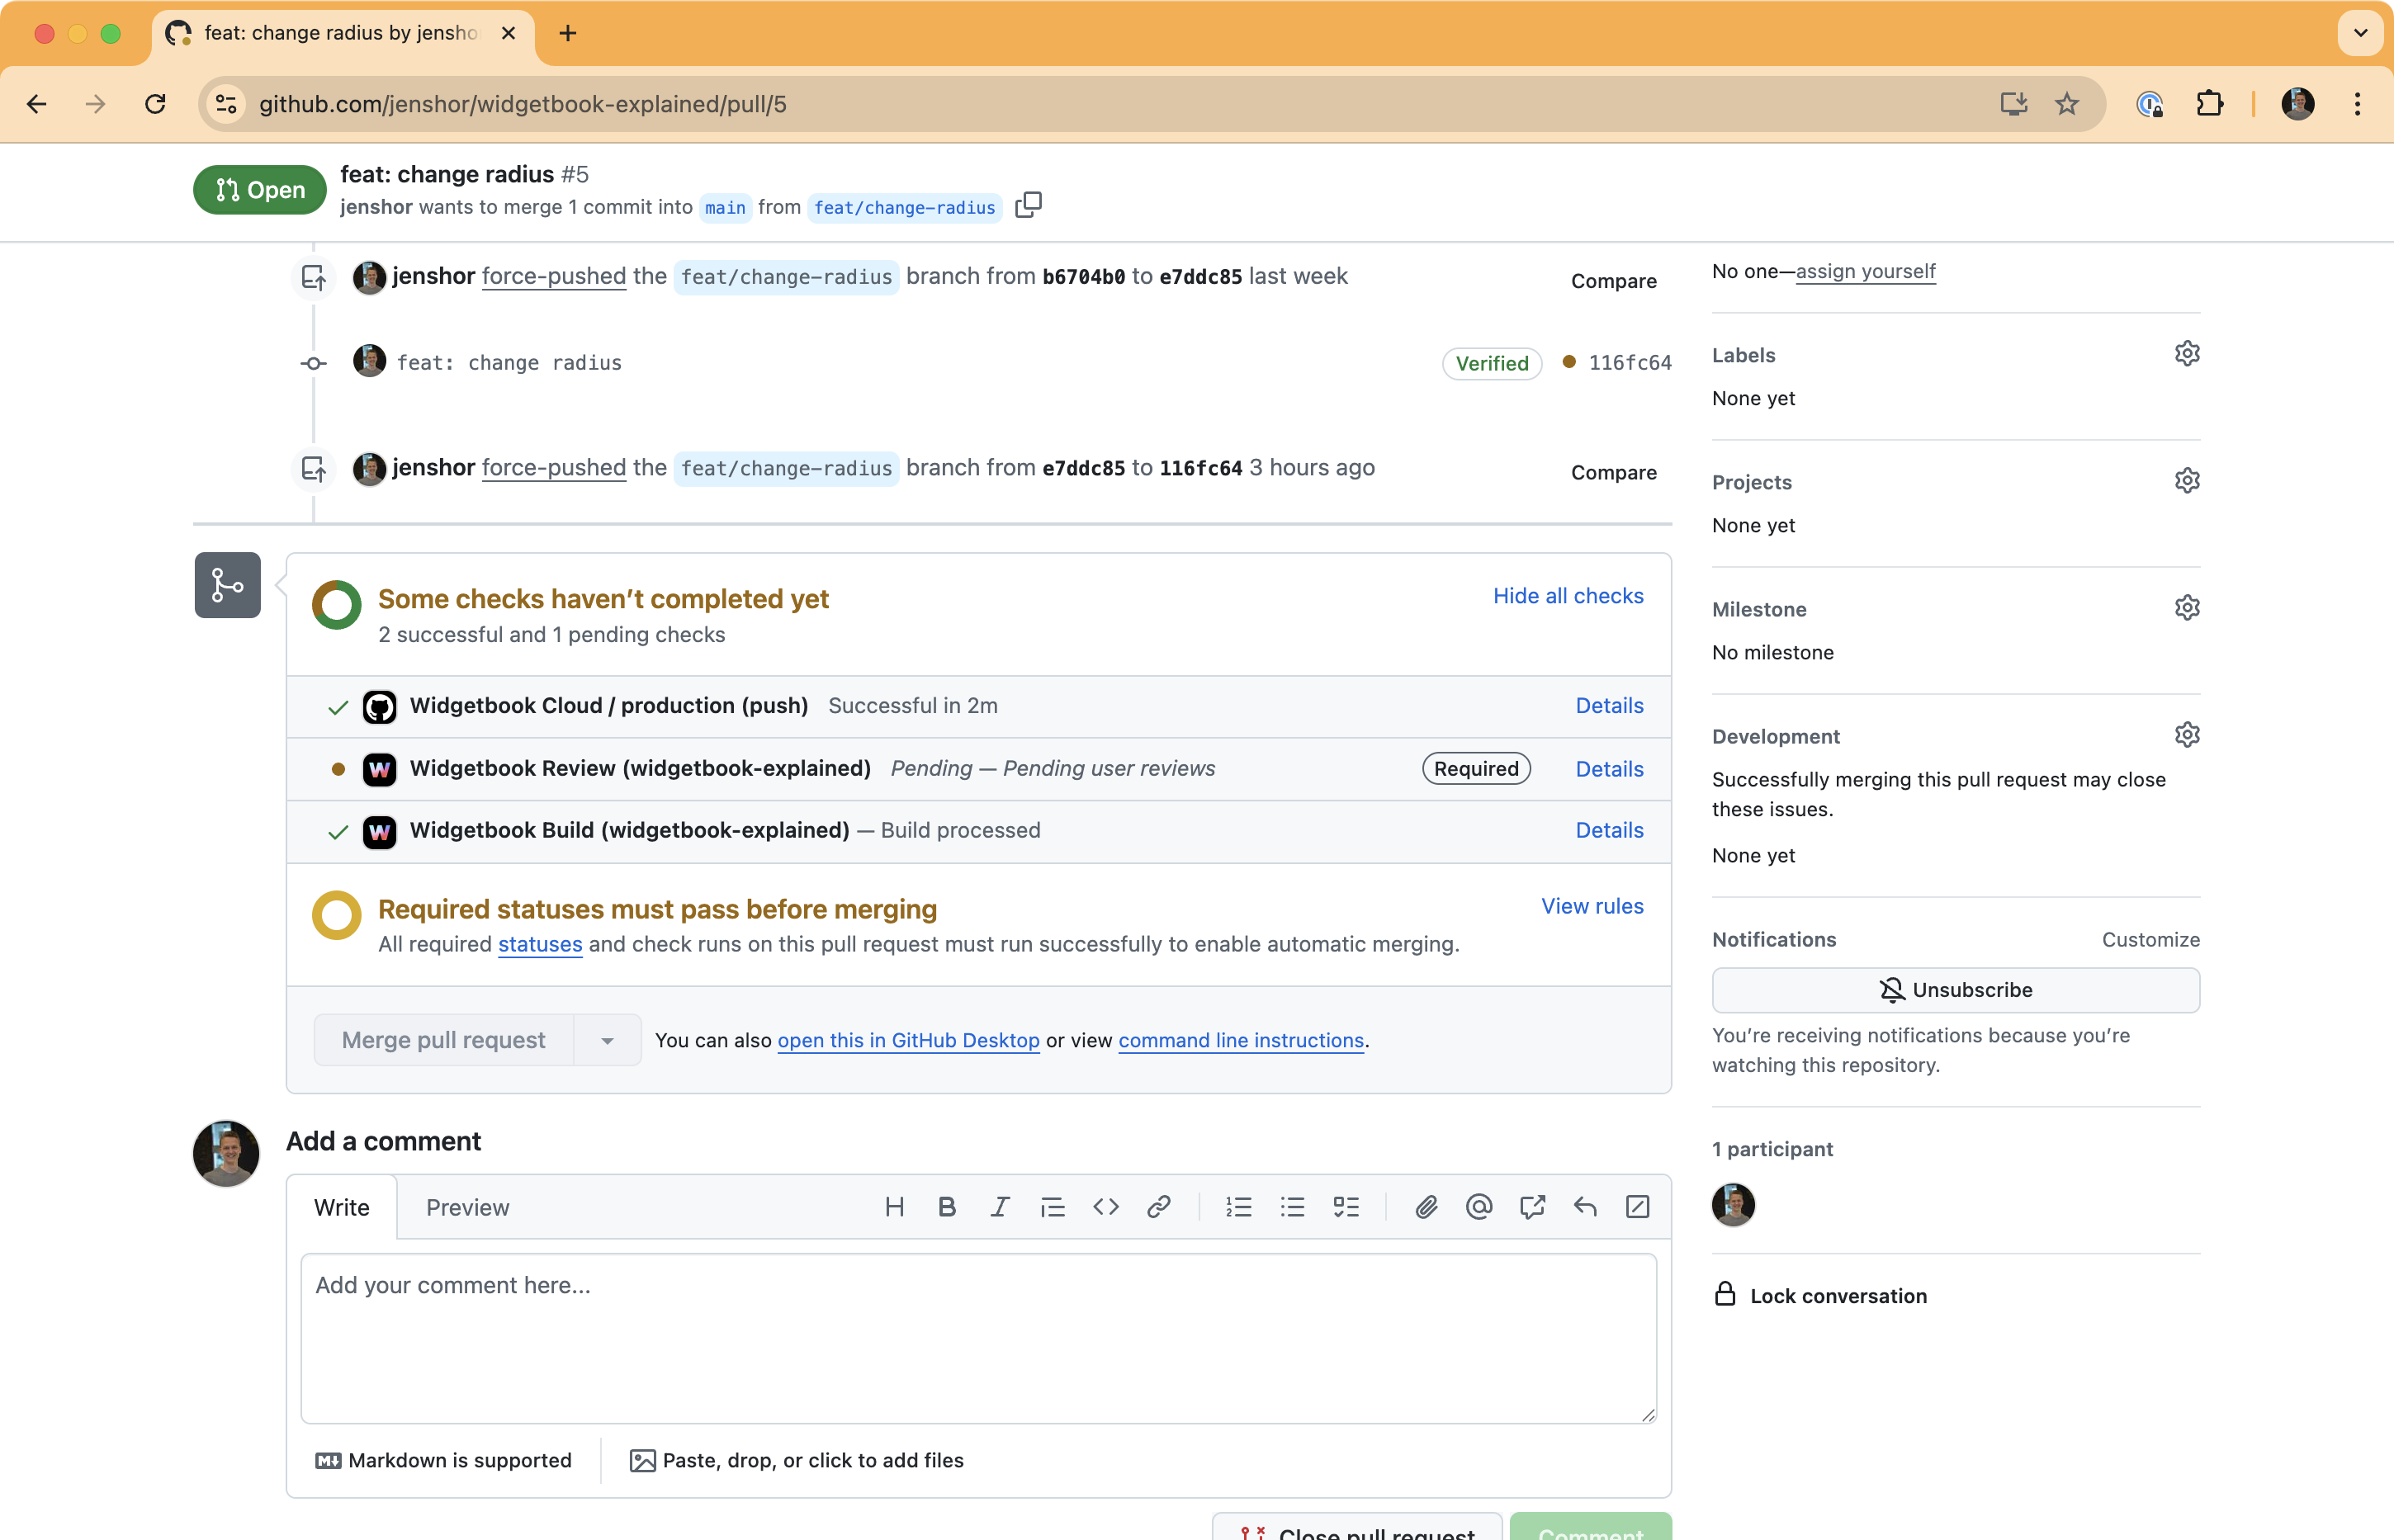 feat: change radius by jensho
github.com/jenshor/widgetbook-explained/pull/5
Open
feat: change radius #5
jenshor wants to merge 1 commit into main from feat/change-radius
jenshor force-pushed the feat/change-radius branch from b6704b0 to e7ddc85 last week
Compare
feat: change radius
Verified
116fc64
jenshor force-pushed the feat/change-radius branch from e7ddc85 to 116fc64 3 hours ago
Compare
Some checks haven’t completed yet
Hide all checks
2 successful and 1 pending checks
Widgetbook Cloud / production (push) Successful in 2m
Details
Widgetbook Review (widgetbook-explained) Pending — Pending user reviews
Required
Details
Widgetbook Build (widgetbook-explained) — Build processed
Details
Required statuses must pass before merging
View rules
All required statuses and check runs on this pull request must run successfully to enable automatic merging.
Merge pull request
You can also open this in GitHub Desktop or view command line instructions.
Add a comment
Write
Preview
Add your comment here...
Markdown is supported
Paste, drop, or click to add files
Close pull request
Comment
No one—assign yourself
Labels
None yet
Projects
None yet
Milestone
No milestone
Development
Successfully merging this pull request may close
these issues.
None yet
Notifications
Customize
Unsubscribe
You’re receiving notifications because you’re
watching this repository.
1 participant
Lock conversation